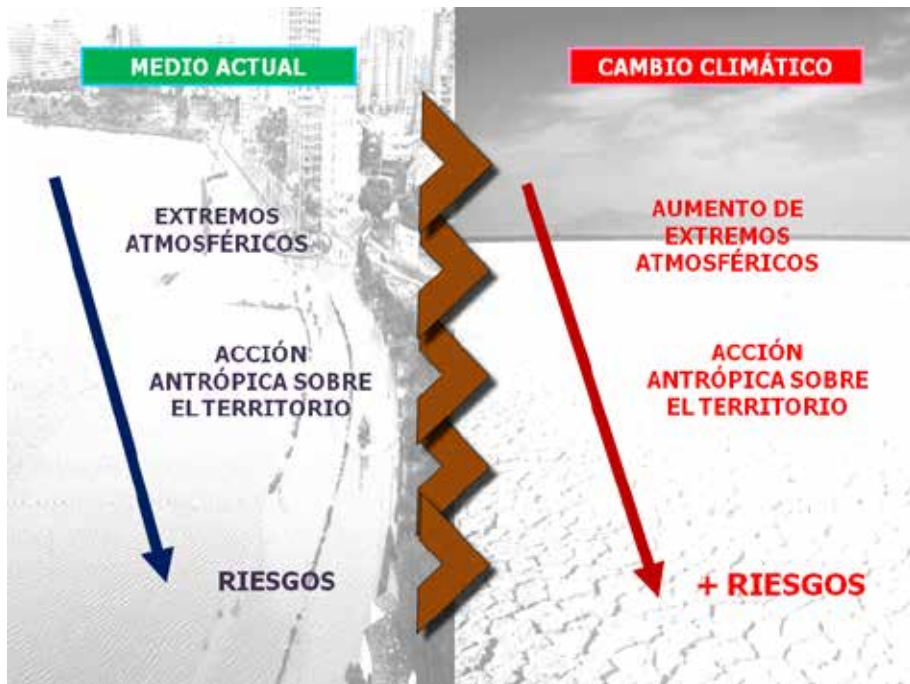 MEDIO ACTUAL
EXTREMOS
ATMOSFÉRICOS
ACCIÓN
ANTRÓPICA SOBRE
EL TERRITORIO
RIESGOS
CAMBIO CLIMÁTICO
AUMENTO DE
EXTREMOS
ATMOSFÉRICOS
ACCIÓN
ANTRÓPICA SOBRE
EL TERRITORIO
+ RIESGOS